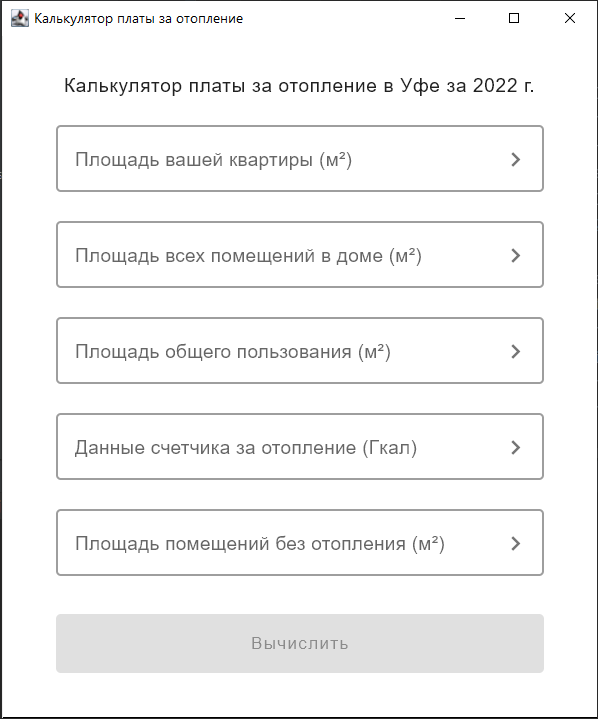 Калькулятор платы за отопление
Калькулятор платы за отопление в Уфе за 2022 г.
Площадь вашей квартиры (м²)
Площадь всех помещений в доме (м²)
Площадь общего пользования (м²)
Данные счетчика за отопление (Гкал)
Площадь помещений без отопления (м²)
Вычислить